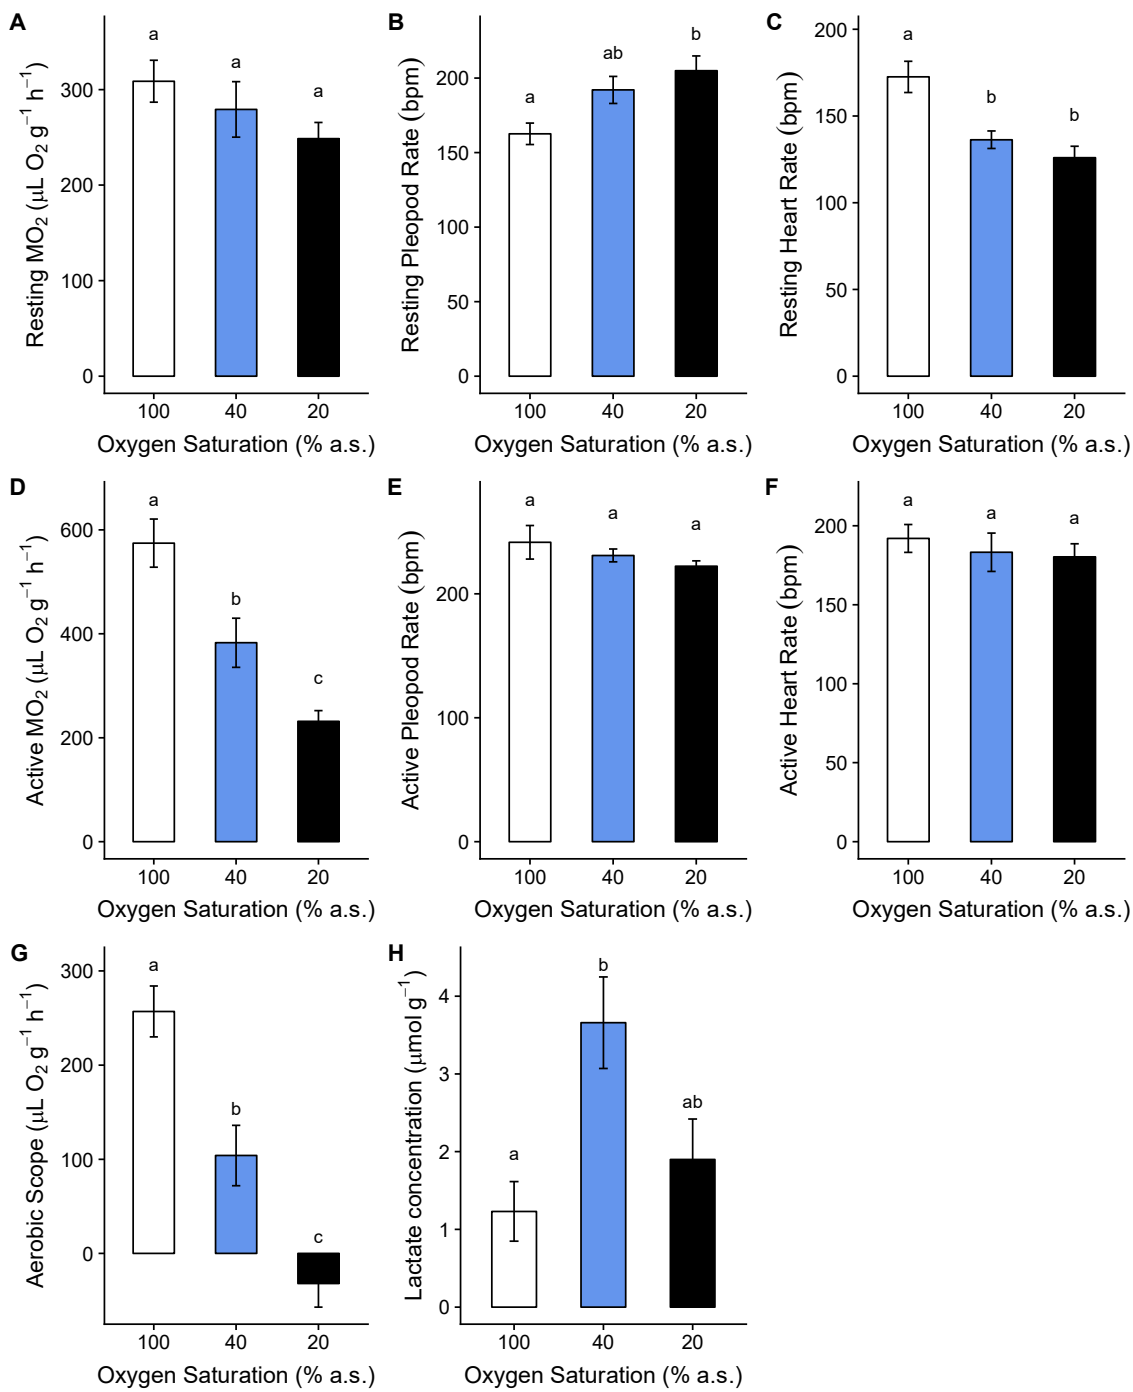 A
Resting MO₂ (μL O₂ g⁻¹ h⁻¹)
300
200
100
0
a
a
a
100 40 20
Oxygen Saturation (% a.s.)
B
Resting Pleopod Rate (bpm)
200
150
100
50
0
a
ab
b
100 40 20
Oxygen Saturation (% a.s.)
C
Resting Heart Rate (bpm)
200
150
100
50
0
a
b
b
100 40 20
Oxygen Saturation (% a.s.)
D
Active MO₂ (μL O₂ g⁻¹ h⁻¹)
600
400
200
0
a
b
c
100 40 20
Oxygen Saturation (% a.s.)
E
Active Pleopod Rate (bpm)
200
100
0
a
a
a
100 40 20
Oxygen Saturation (% a.s.)
F
Active Heart Rate (bpm)
200
150
100
50
0
a
a
a
100 40 20
Oxygen Saturation (% a.s.)
G
Aerobic Scope (μL O₂ g⁻¹ h⁻¹)
300
200
100
0
a
b
c
100 40 20
Oxygen Saturation (% a.s.)
H
Lactate concentration (μmol g⁻¹)
4
3
2
1
0
a
b
ab
100 40 20
Oxygen Saturation (% a.s.)